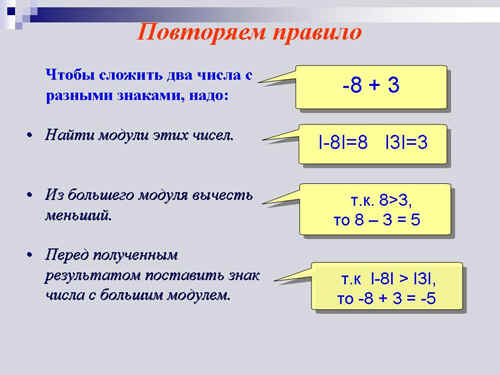 Повторяем правило
Чтобы сложить два числа с
разными знаками, надо:
-8 + 3
• Найти модули этих чисел.
I-8I=8 I3I=3
• Из большего модуля вычесть
меньший.
т.к. 8>3,
то 8 – 3 = 5
• Перед полученным
результатом поставить знак
числа с большим модулем.
т.к I-8I > I3I,
то -8 + 3 = -5